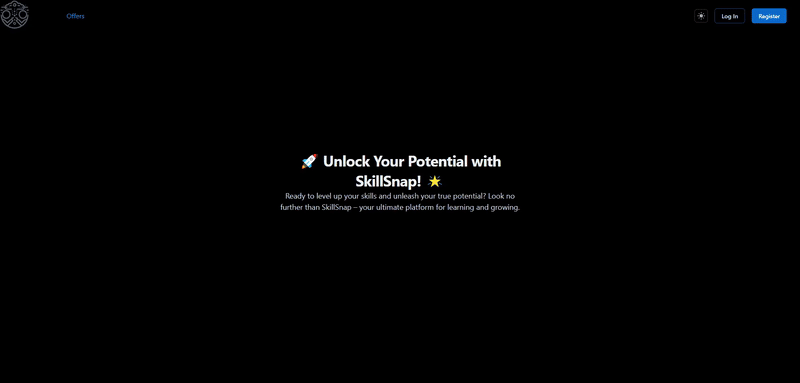 Offers
Log In
Register
🚀 Unlock Your Potential with
SkillSnap! 🌟
Ready to level up your skills and unleash your true potential? Look no
further than SkillSnap – your ultimate platform for learning and growing.